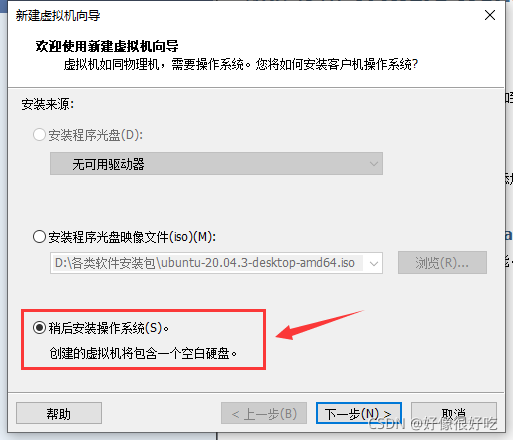 新建虚拟机向导
欢迎使用新建虚拟机向导
虚拟机如同物理机，需要操作系统。您将如何安装客户机操作系统?
安装来源:
安装程序光盘(D):
无可用驱动器
安装程序光盘映像文件(iso)(M):
D:\各类软件安装包\ubuntu-20.04.3-desktop-amd64.iso
浏览(R)...
稍后安装操作系统(S)。
创建的虚拟机将包含一个空白硬盘。
帮助
< 上一步(B)
下一步(N) >
取消
CSDN @好像很好吃